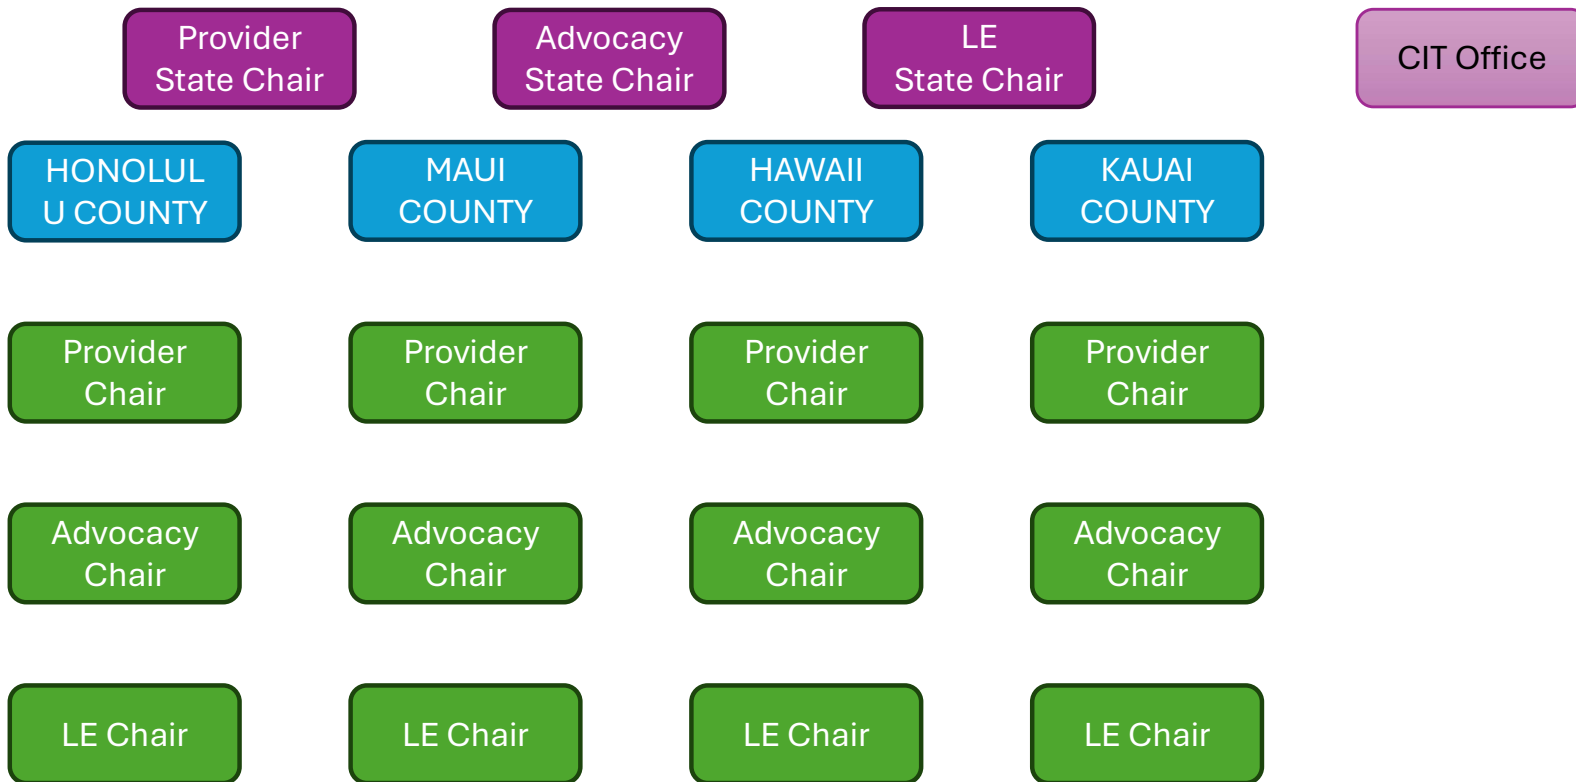 Provider
State Chair
Advocacy
State Chair
LE
State Chair
CIT Office
HONOLUL
U COUNTY
MAUI
COUNTY
HAWAII
COUNTY
KAUAI
COUNTY
Provider
Chair
Provider
Chair
Provider
Chair
Provider
Chair
Advocacy
Chair
Advocacy
Chair
Advocacy
Chair
Advocacy
Chair
LE Chair
LE Chair
LE Chair
LE Chair